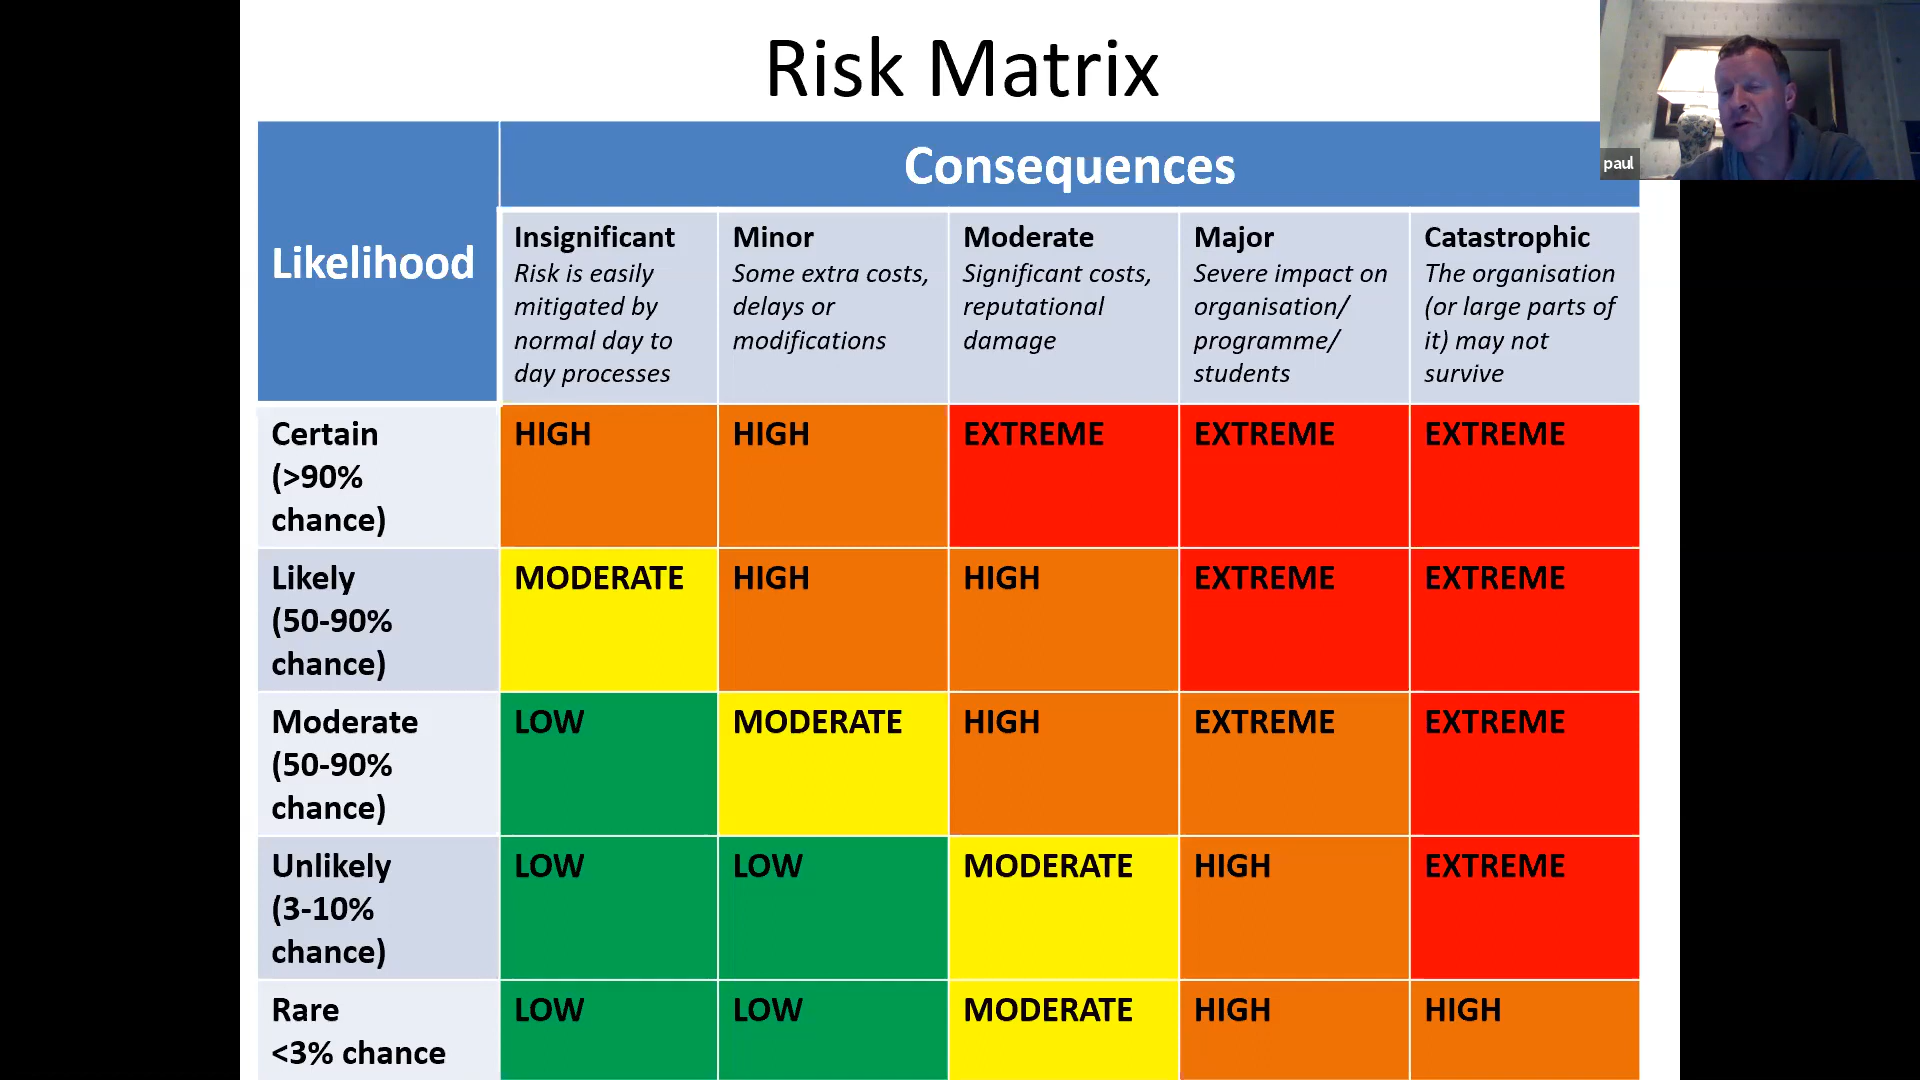 Risk Matrix
paul
Likelihood
Consequences
Insignificant
Risk is easily
mitigated by
normal day to
day processes
Minor
Some extra costs,
delays or
modifications
Moderate
Significant costs,
reputational
damage
Major
Severe impact on
organisation/
programme/
students
Catastrophic
The organisation
(or large parts of
it) may not
survive
Certain
(>90%
chance)
HIGH
HIGH
EXTREME
EXTREME
EXTREME
Likely
(50-90%
chance)
MODERATE
HIGH
HIGH
EXTREME
EXTREME
Moderate
(50-90%
chance)
LOW
MODERATE
HIGH
EXTREME
EXTREME
Unlikely
(3-10%
chance)
LOW
LOW
MODERATE
HIGH
EXTREME
Rare
<3% chance
LOW
LOW
MODERATE
HIGH
HIGH